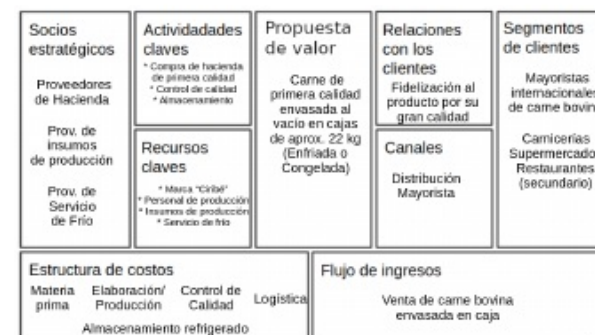 Socios
estratégicos
Proveedores
de Hacienda
Prov. de
insumos
de producción
Prov. de
Servicio
de Frío
Actividadades
claves
* Compra de hacienda
de primera calidad
* Control de calidad
* Almacenamiento
Recursos
claves
* Marca "Ciribé"
* Personal de producción
* Insumos de producción
* Servicio de frío
Propuesta
de valor
Carne de
primera calidad
envasada al
vacío en cajas
de aprox. 22 kg
(Enfriada o
Congelada)
Relaciones
con los
clientes
Fidelización al
producto por su
gran calidad
Canales
Distribución
Mayorista
Segmentos
de clientes
Mayoristas
internacionales
de carne bovin
Carnicerías
Supermercado
Restaurantes
(secundario)
Estructura de costos
Materia
prima
Elaboración/
Producción
Control de
Calidad
Logística
Almacenamiento refrigerado
Flujo de ingresos
Venta de carne bovina
envasada en caja